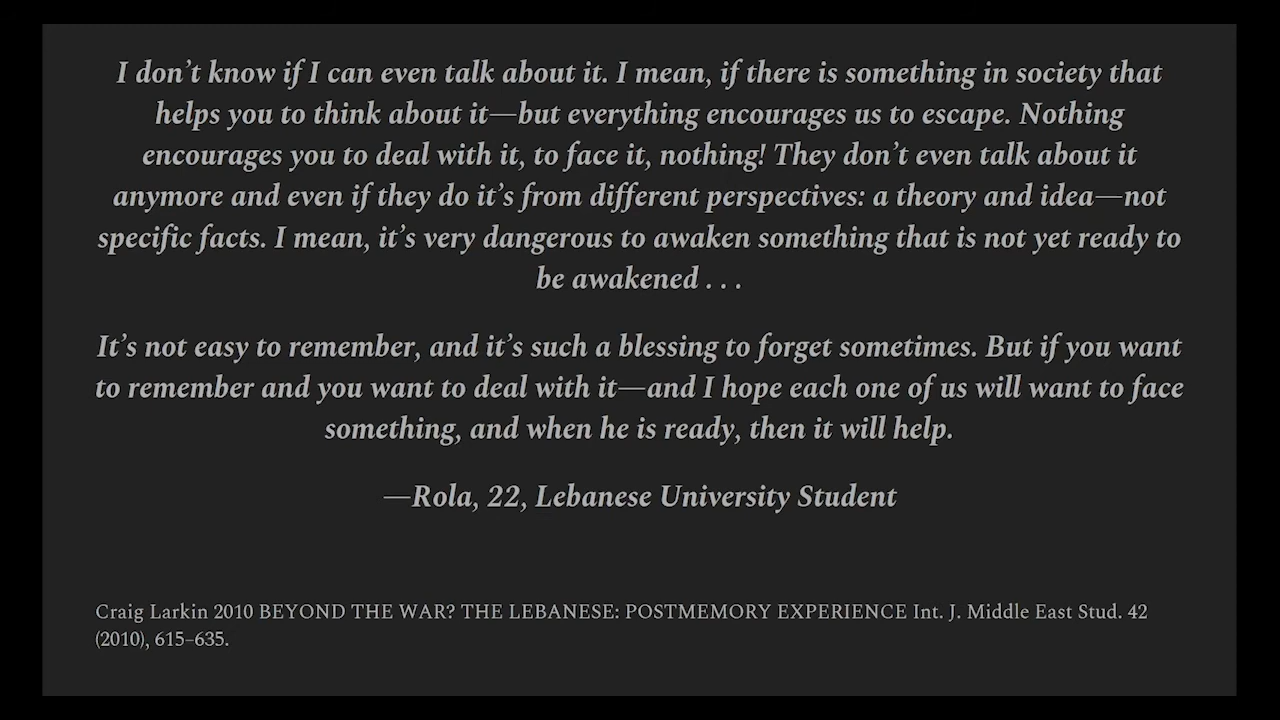 I don’t know if I can even talk about it. I mean, if there is something in society that
helps you to think about it—but everything encourages us to escape. Nothing
encourages you to deal with it, to face it, nothing! They don’t even talk about it
anymore and even if they do it’s from different perspectives: a theory and idea—not
specific facts. I mean, it’s very dangerous to awaken something that is not yet ready to
be awakened . . .
It’s not easy to remember, and it’s such a blessing to forget sometimes. But if you want
to remember and you want to deal with it—and I hope each one of us will want to face
something, and when he is ready, then it will help.
—Rola, 22, Lebanese University Student
Craig Larkin 2010 BEYOND THE WAR? THE LEBANESE: POSTMEMORY EXPERIENCE Int. J. Middle East Stud. 42
(2010), 615–635.